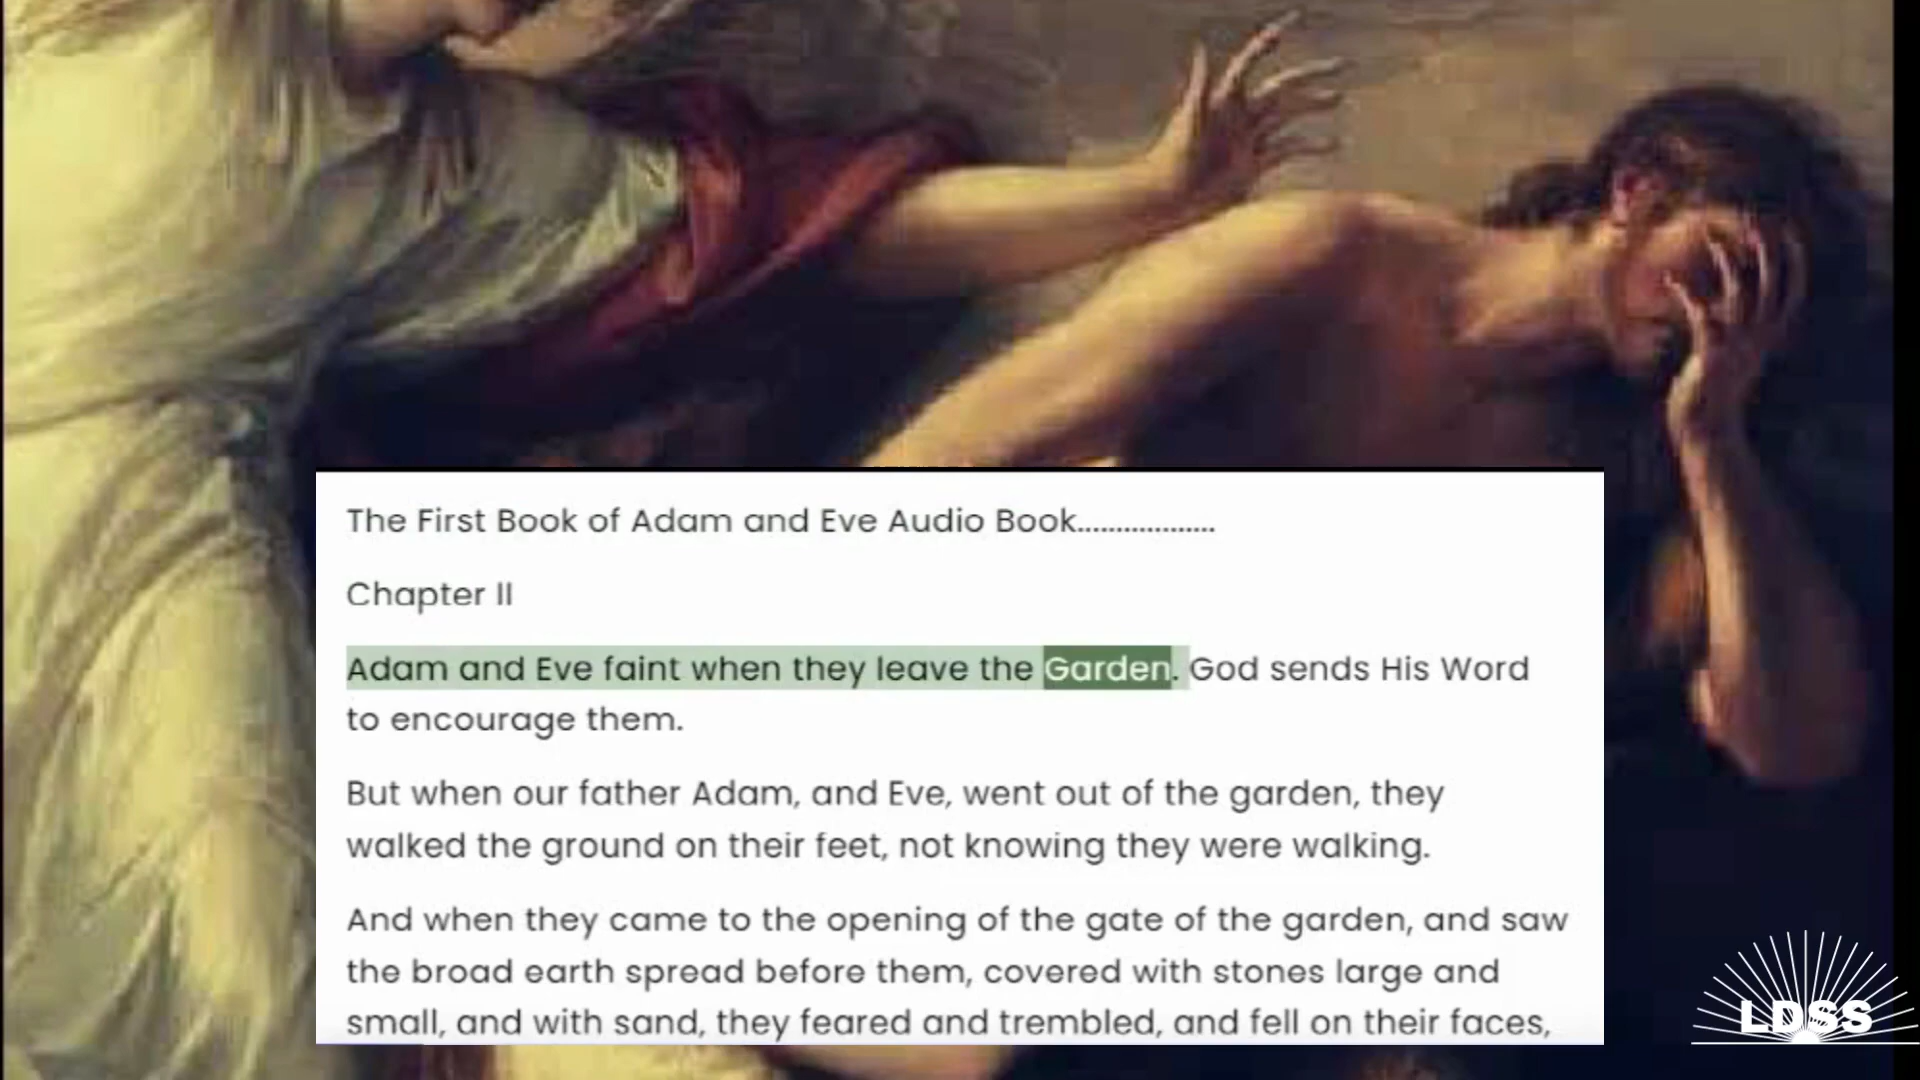 The First Book of Adam and Eve Audio Book..................
Chapter II
Adam and Eve faint when they leave the Garden. God sends His Word
to encourage them.
But when our father Adam, and Eve, went out of the garden, they
walked the ground on their feet, not knowing they were walking.
And when they came to the opening of the gate of the garden, and saw
the broad earth spread before them, covered with stones large and
small, and with sand, they feared and trembled, and fell on their faces,
LDSS